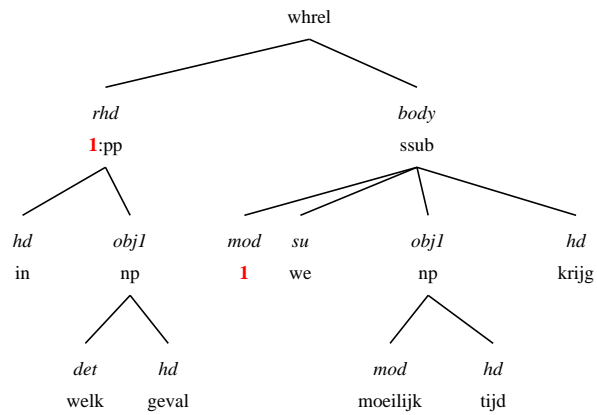 whrel
rhd body
1:pp ssub
hd obj1 mod su obj1 hd
in np 1 we np krijg
det hd mod hd
welk geval moeilijk tijd